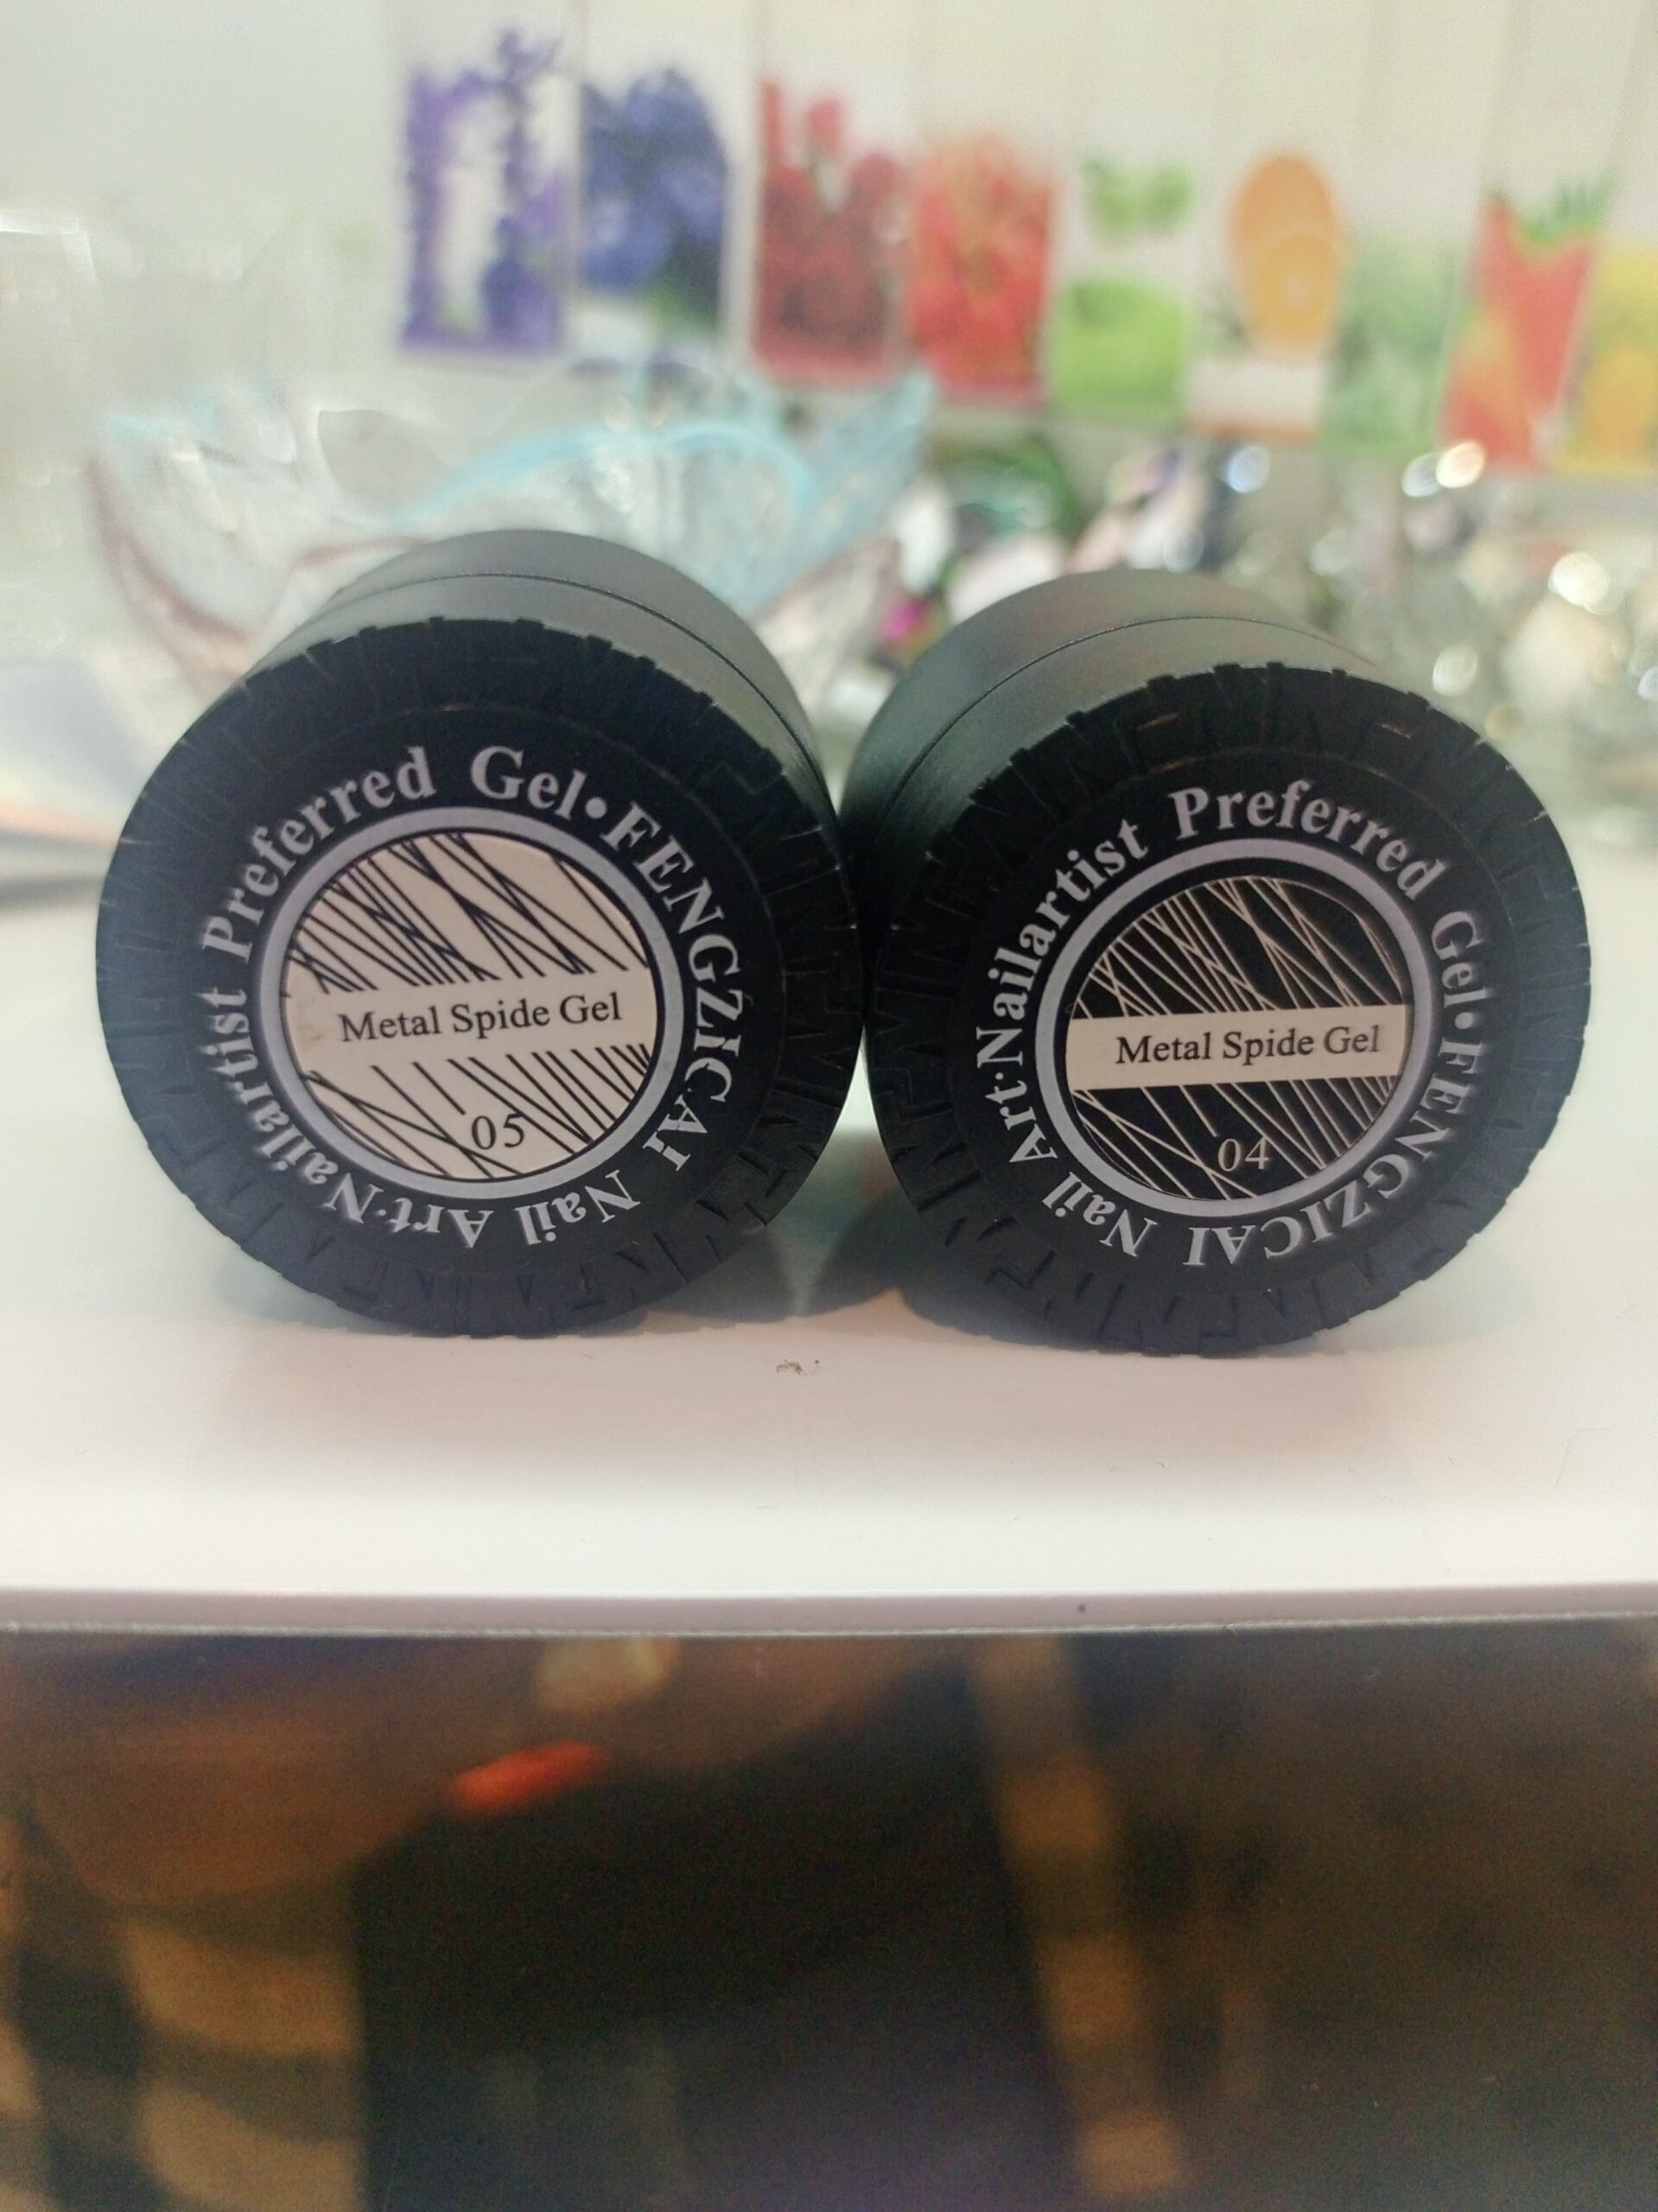 Nailartist Preferred Gel•FENGZICAI Nail Art•
Metal Spide Gel
05
Nailartist Preferred Gel•FENGZICAI Nail Art•
Metal Spide Gel
04